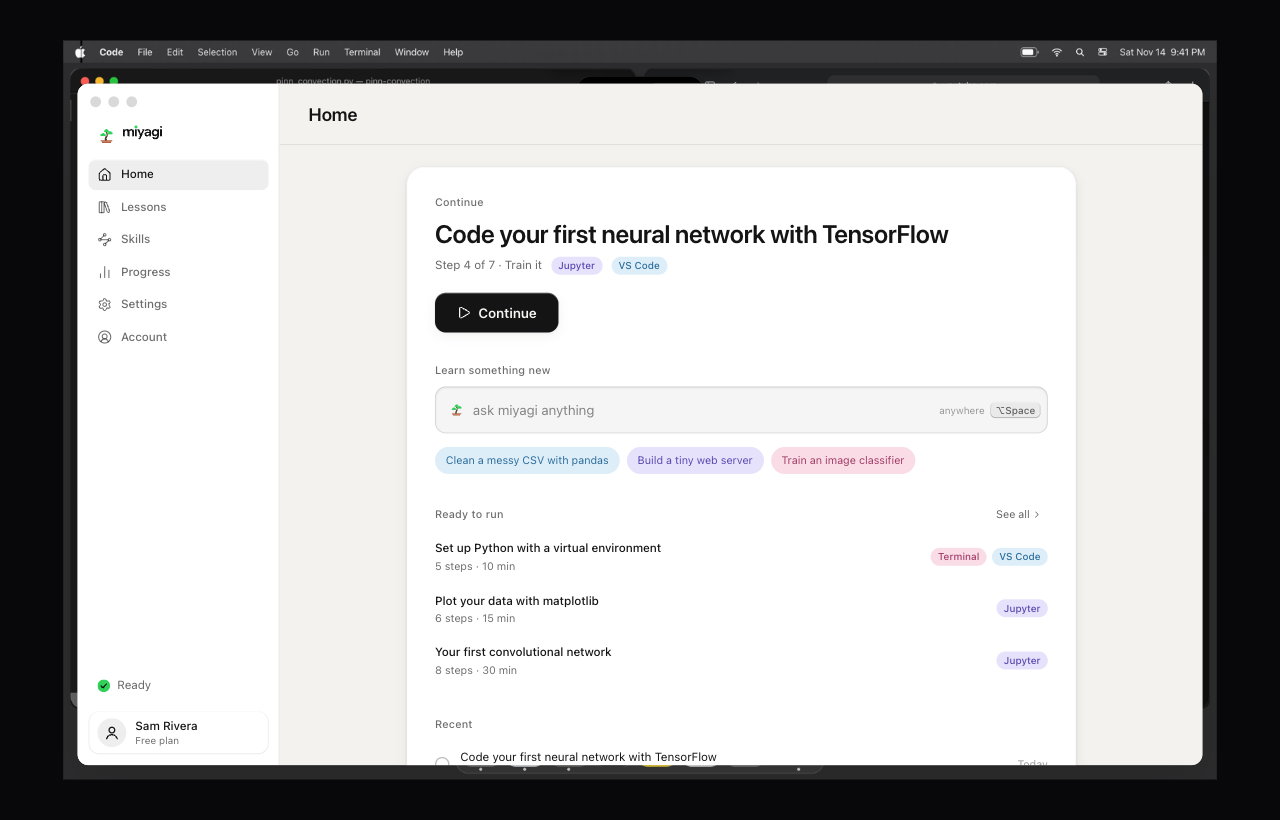 Code File Edit Selection View Go Run Terminal Window Help Sat Nov 14 9:41 PM
pinn_convection.py — pinn-convection
miyagi
Home
Lessons
Skills
Progress
Settings
Account
Ready
Sam Rivera
Free plan
Home
Continue
Code your first neural network with TensorFlow
Step 4 of 7 · Train it Jupyter VS Code
Continue
Learn something new
ask miyagi anything anywhere ⌥Space
Clean a messy CSV with pandas Build a tiny web server Train an image classifier
Ready to run See all
Set up Python with a virtual environment Terminal VS Code
5 steps · 10 min
Plot your data with matplotlib Jupyter
6 steps · 15 min
Your first convolutional network Jupyter
8 steps · 30 min
Recent
Code your first neural network with TensorFlow
Today